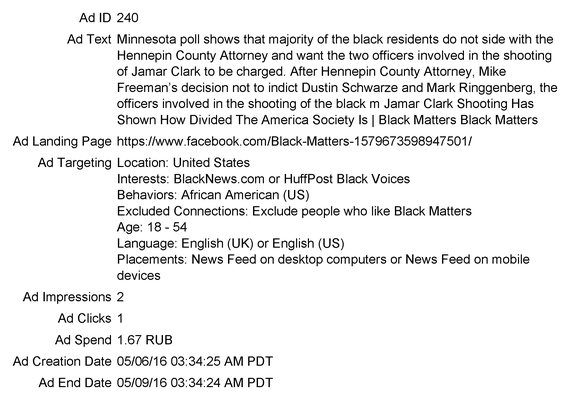 Ad ID 240
Ad Text Minnesota poll shows that majority of the black residents do not side with the
Hennepin County Attorney and want the two officers involved in the shooting
of Jamar Clark to be charged. After Hennepin County Attorney, Mike
Freeman's decision not to indict Dustin Schwarze and Mark Ringgenberg, the
officers involved in the shooting of the black m Jamar Clark Shooting Has
Shown How Divided The America Society Is | Black Matters Black Matters
Ad Landing Page https://www.facebook.com/Black-Matters-1579673598947501/
Ad Targeting Location: United States
Interests: BlackNews.com or HuffPost Black Voices
Behaviors: African American (US)
Excluded Connections: Exclude people who like Black Matters
Age: 18 - 54
Language: English (UK) or English (US)
Placements: News Feed on desktop computers or News Feed on mobile
devices
Ad Impressions 2
Ad Clicks 1
Ad Spend 1.67 RUB
Ad Creation Date 05/06/16 03:34:25 AM PDT
Ad End Date 05/09/16 03:34:24 AM PDT